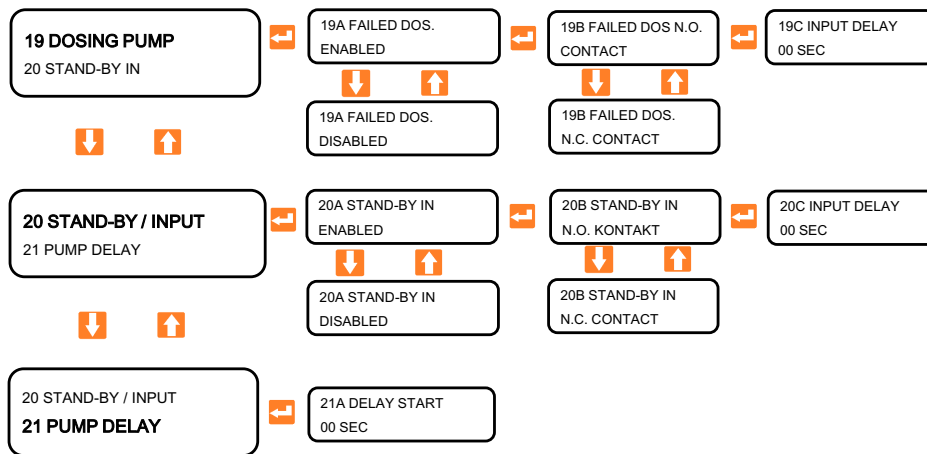 19 DOSING PUMP
20 STAND-BY IN
19A FAILED DOS.
ENABLED
19B FAILED DOS N.O.
CONTACT
19C INPUT DELAY
00 SEC
19A FAILED DOS.
DISABLED
19B FAILED DOS.
N.C. CONTACT
20 STAND-BY / INPUT
21 PUMP DELAY
20A STAND-BY IN
ENABLED
20B STAND-BY IN
N.O. KONTAKT
20C INPUT DELAY
00 SEC
20A STAND-BY IN
DISABLED
20B STAND-BY IN
N.C. CONTACT
20 STAND-BY / INPUT
21 PUMP DELAY
21A DELAY START
00 SEC